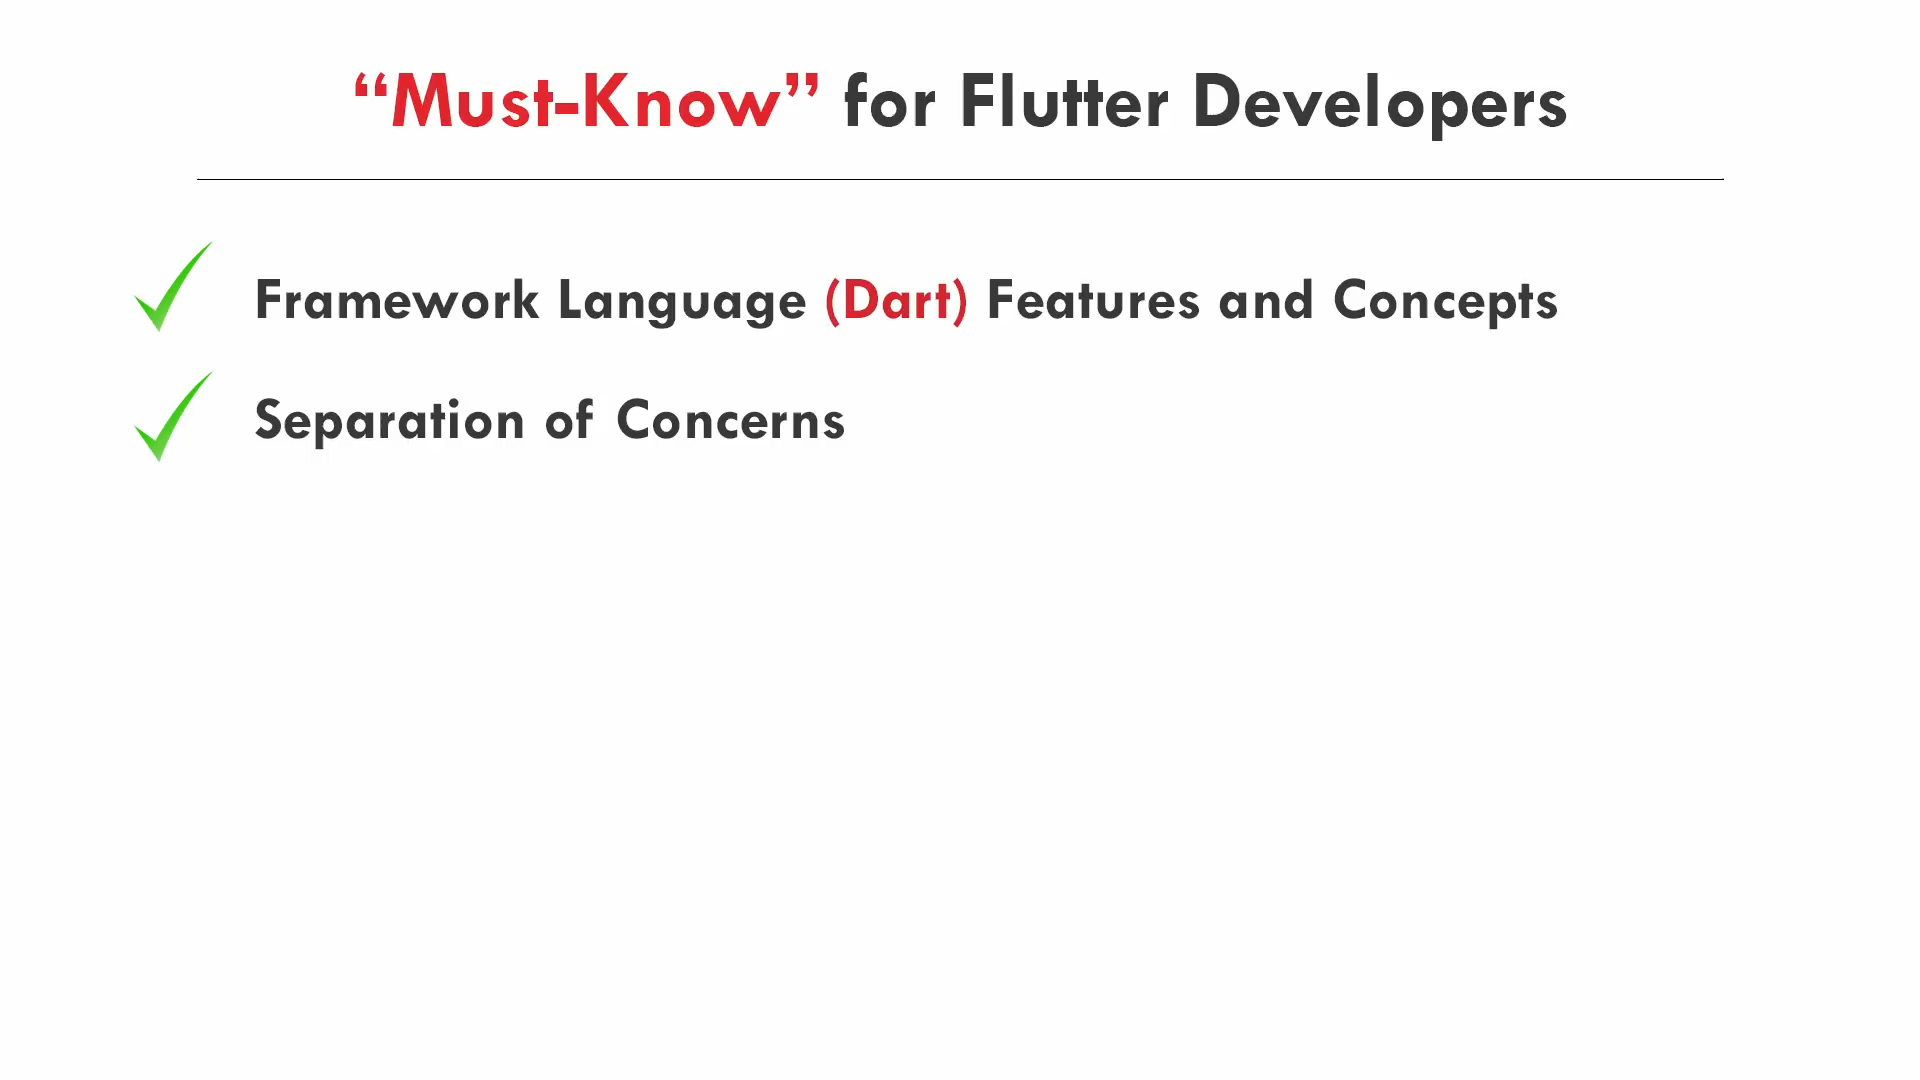 “Must-Know” for Flutter Developers
Framework Language (Dart) Features and Concepts
Separation of Concerns